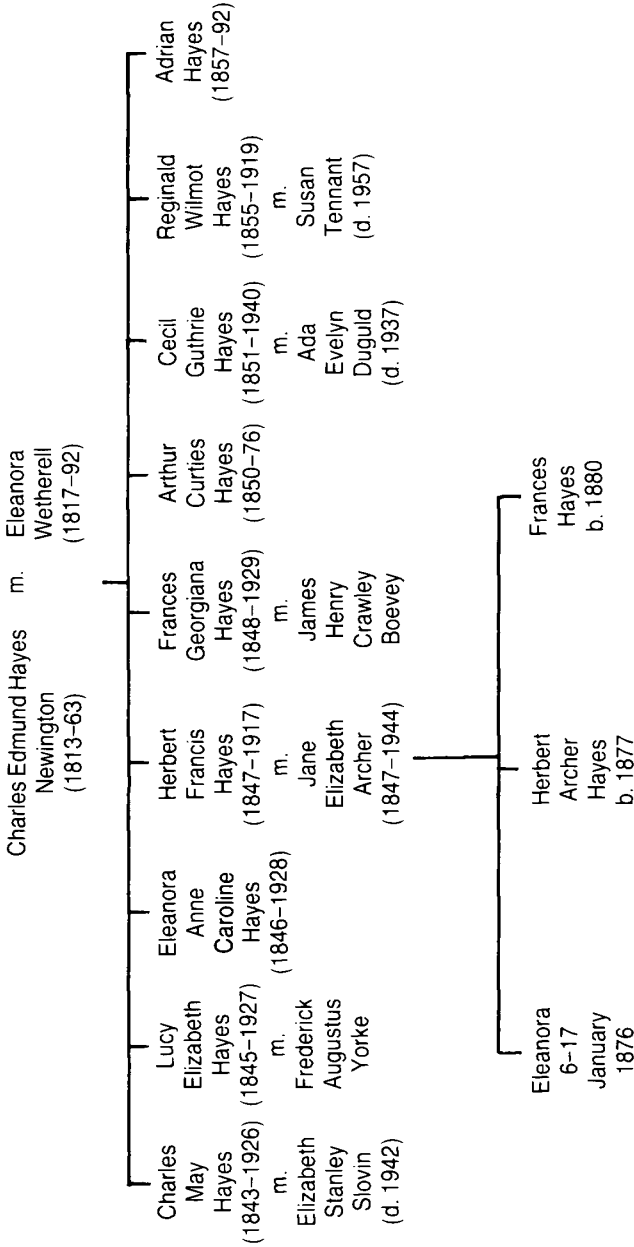 Charles Edmund Hayes
Newington
(1813–63)
m.
Eleanora
Wetherell
(1817–92)
Charles
May
Hayes
(1843–1926)
m.
Elizabeth
Stanley
Slovin
(d. 1942)
Lucy
Elizabeth
Hayes
(1845–1927)
m.
Frederick
Augustus
Yorke
Eleanora
Anne
Caroline
Hayes
(1846–1928)
Herbert
Francis
Hayes
(1847–1917)
m.
Jane
Elizabeth
Archer
(1847–1944)
Frances
Georgiana
Hayes
(1848–1929)
m.
James
Henry
Crawley
Boevey
Arthur
Curties
Hayes
(1850–76)
Cecil
Guthrie
Hayes
(1851–1940)
m.
Ada
Evelyn
Duguld
(d. 1937)
Reginald
Wilmot
Hayes
(1855–1919)
m.
Susan
Tennant
(d. 1957)
Adrian
Hayes
(1857–92)
Eleanora
6–17
January
1876
Herbert
Archer
Hayes
b. 1877
Frances
Hayes
b. 1880